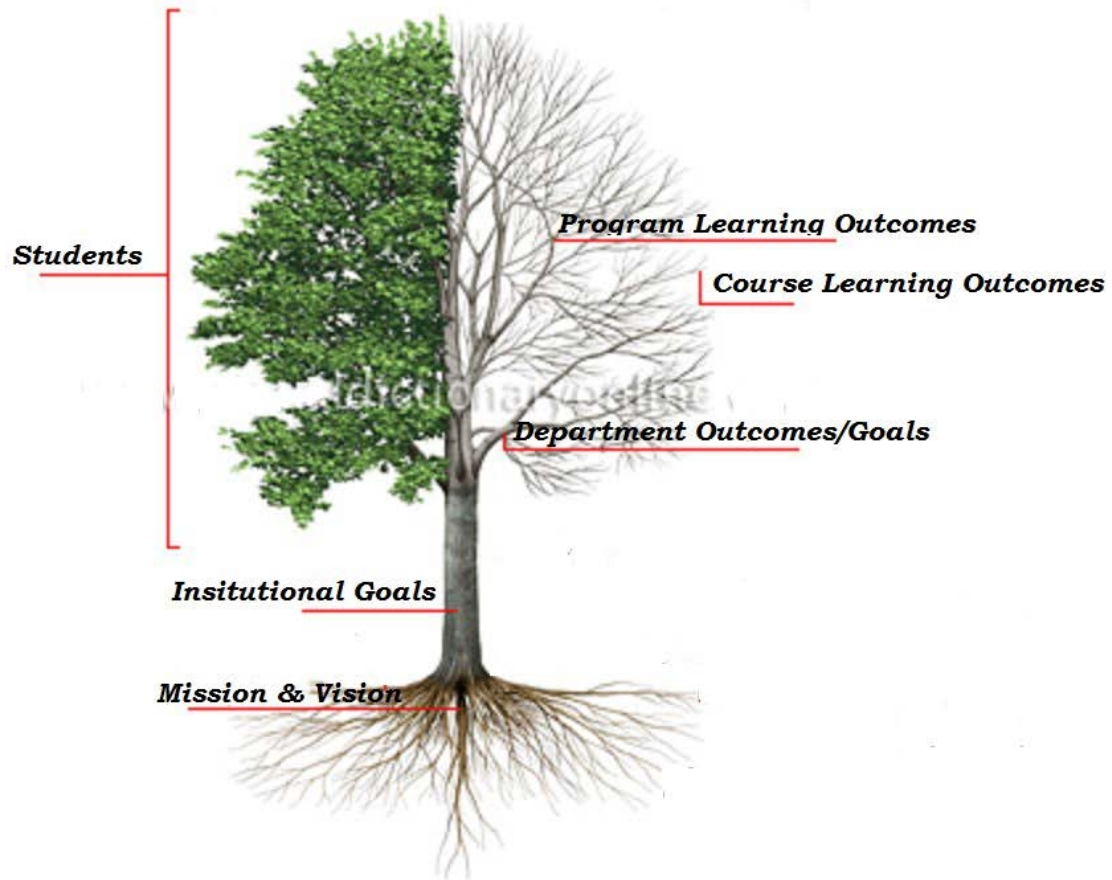 Program Learning Outcomes
Students
Course Learning Outcomes
Department Outcomes/Goals
Insitutional Goals
Mission & Vision